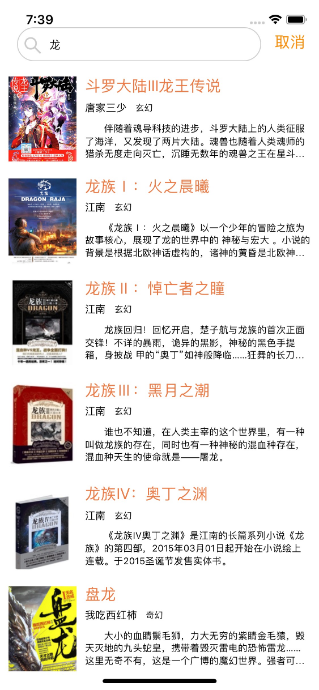 7:39
龙
取消
斗罗大陆III龙王传说
唐家三少 玄幻
伴随着魂导科技的进步，斗罗大陆上的人类征服
了海洋，又发现了两片大陆。魂兽也随着人类魂师的
猎杀无度走向灭亡，沉睡无数年的魂兽之王在星斗...
DRAGON RAJA
龙族Ⅰ：火之晨曦
江南 玄幻
《龙族Ⅰ：火之晨曦》以一个少年的冒险之旅为
故事核心，展现了龙的世界中的 神秘与宏大 。小说的
背景是根据北欧神话虚构的，诸神的黄昏是北欧神...
龙族
DRAGON
龙族Ⅱ：悼亡者之瞳
江南 玄幻
龙族回归！回忆开启，楚子航与龙族的首次正面
交锋！不详的暴雨，诡异的黑影，神秘的黑色手提
箱，身披战 甲的“奥丁”如神般降临......狂舞的长刀...
龙族
DRAGON
龙族Ⅲ：黑月之潮
江南 玄幻
谁也不知道，在人类主宰的这个世界里，有一种
叫做龙族的存在，同时也有一种神秘的混血种存在，
混血种天生的使命就是——屠龙。
龙族
龙族Ⅳ：奥丁之渊
江南 玄幻
《龙族Ⅳ奥丁之渊》是江南的长篇系列小说《龙
族》的第四部，2015年03月01日起开始在小说绘上
连载。于2015圣诞节发售实体书。
盘龙
盘龙
我吃西红柿 奇幻
大小的血睛鬃毛狮，力大无穷的紫睛金毛猿，毁
天灭地的九头蛇皇，携带着毁灭雷电的恐怖雷龙......
这里无奇不有，这是一个广博的魔幻世界。强者可...